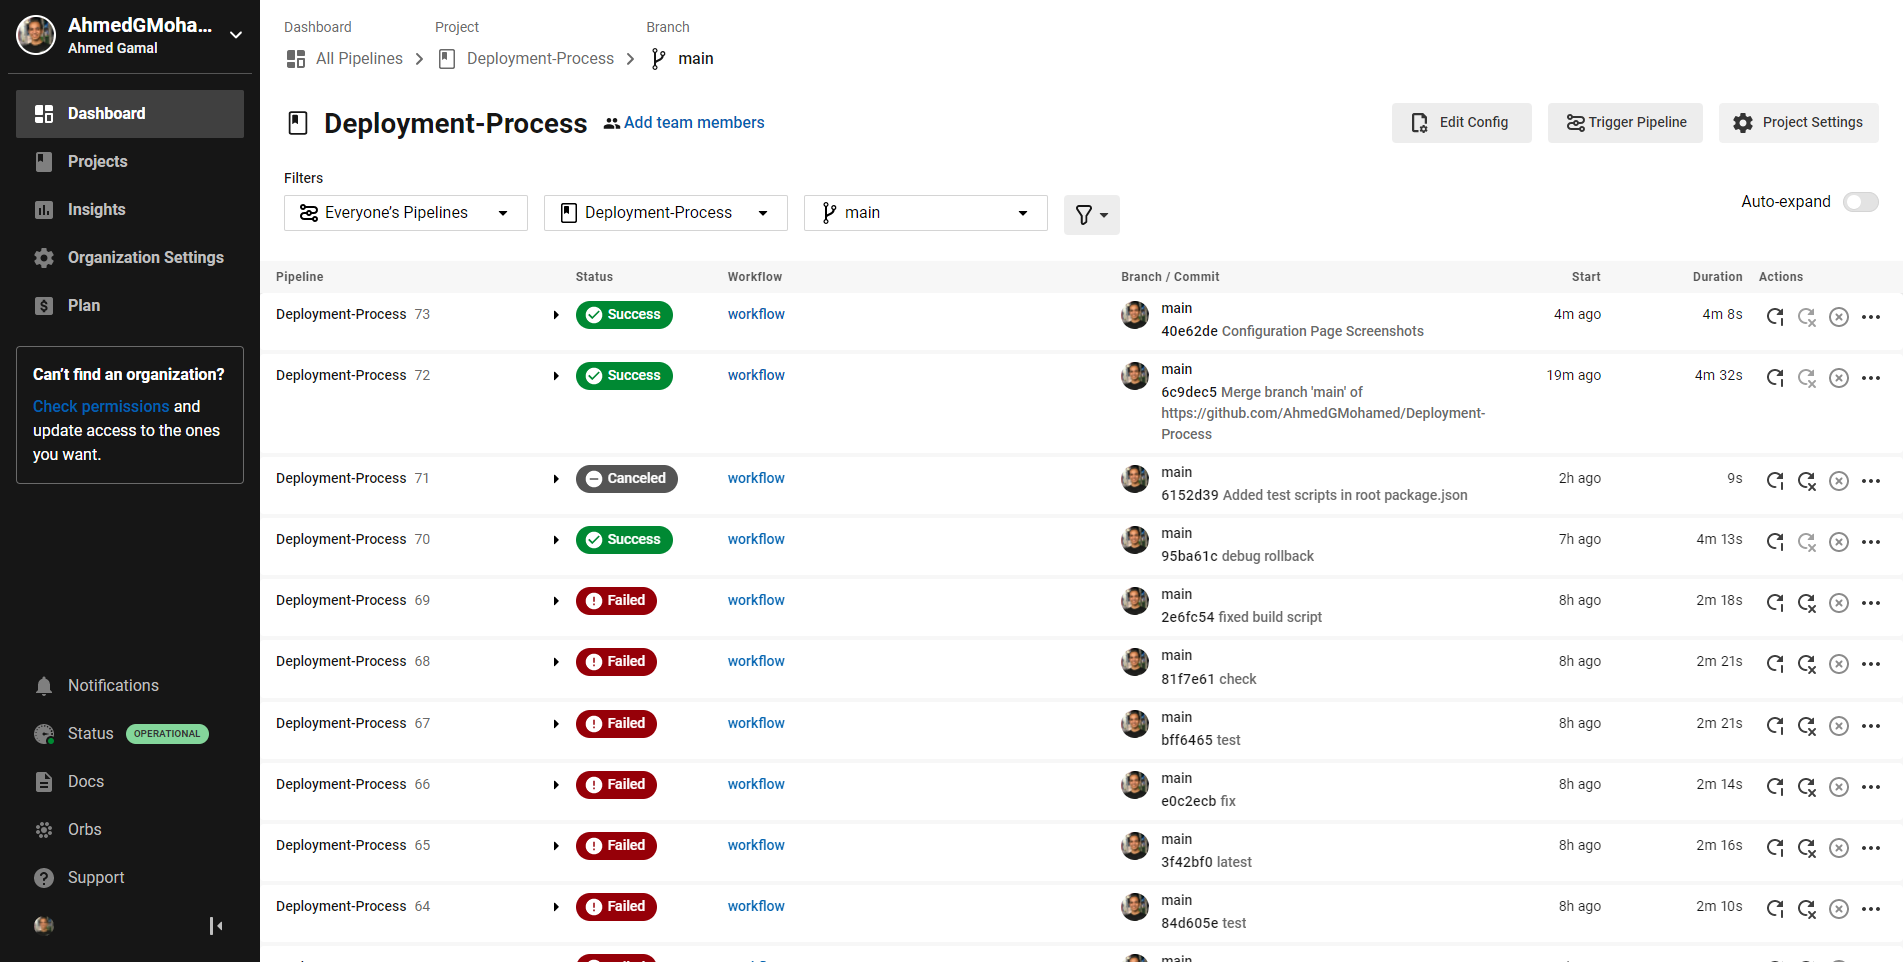 AhmedGMoha...
Ahmed Gamal
Dashboard
Projects
Insights
Organization Settings
Plan
Can't find an organization?
Check permissions and
update access to the ones
you want.
Notifications
Status OPERATIONAL
Docs
Orbs
Support
Dashboard Project Branch
All Pipelines Deployment-Process main
Deployment-Process Add team members
Edit Config Trigger Pipeline Project Settings
Filters
Everyone's Pipelines Deployment-Process main
Auto-expand
Pipeline Status Workflow Branch / Commit Start Duration Actions
Deployment-Process 73 Success workflow main 4m ago 4m 8s
40e62de Configuration Page Screenshots
Deployment-Process 72 Success workflow main 19m ago 4m 32s
6c9dec5 Merge branch 'main' of
https://github.com/AhmedGMohamed/Deployment-
Process
Deployment-Process 71 Canceled workflow main 2h ago 9s
6152d39 Added test scripts in root package.json
Deployment-Process 70 Success workflow main 7h ago 4m 13s
95ba61c debug rollback
Deployment-Process 69 Failed workflow main 8h ago 2m 18s
2e6fc54 fixed build script
Deployment-Process 68 Failed workflow main 8h ago 2m 21s
81f7e61 check
Deployment-Process 67 Failed workflow main 8h ago 2m 21s
bff6465 test
Deployment-Process 66 Failed workflow main 8h ago 2m 14s
e0c2ecb fix
Deployment-Process 65 Failed workflow main 8h ago 2m 16s
3f42bf0 latest
Deployment-Process 64 Failed workflow main 8h ago 2m 10s
84d605e test
main